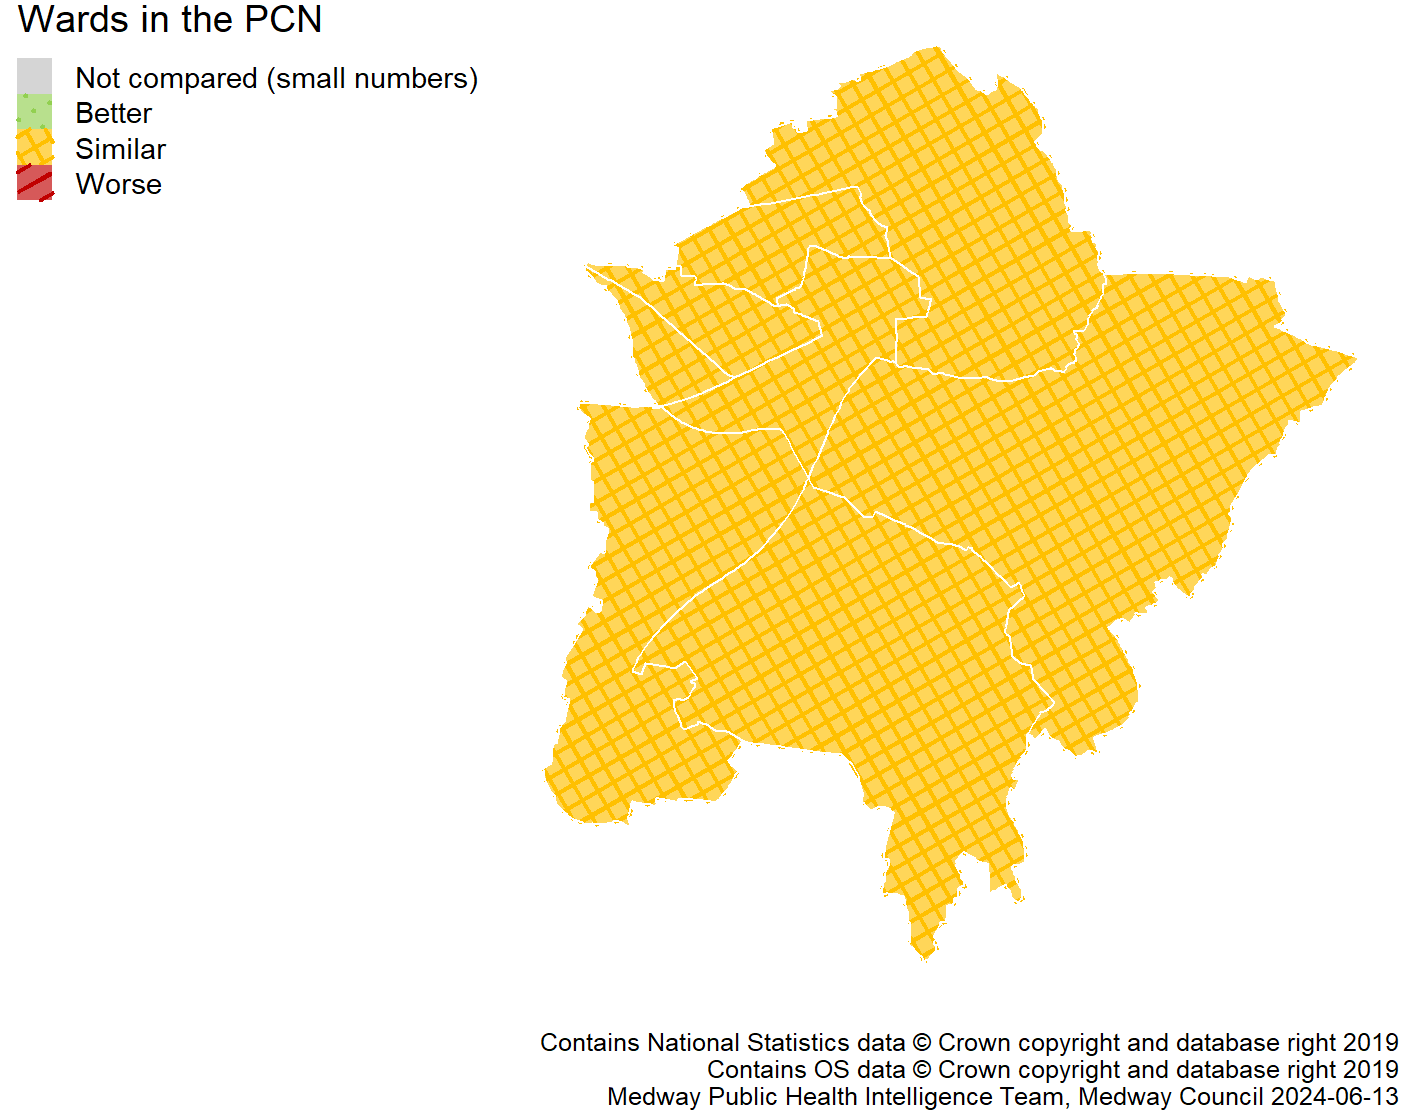 Wards in the PCN
Not compared (small numbers)
Better
Similar
Worse
Contains National Statistics data © Crown copyright and database right 2019
Contains OS data © Crown copyright and database right 2019
Medway Public Health Intelligence Team, Medway Council 2024-06-13